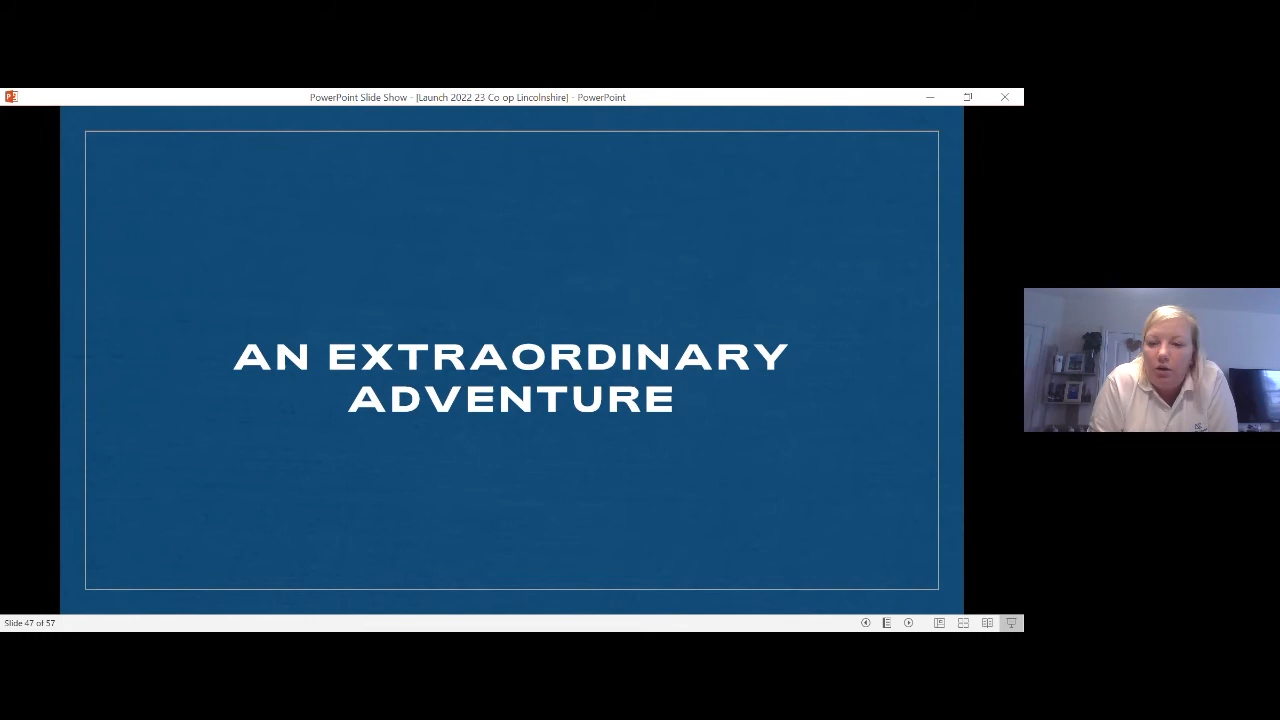 PowerPoint Slide Show - [Launch 2022 23 Co op Lincolnshire] - PowerPoint
AN EXTRAORDINARY
ADVENTURE
Slide 47 of 57